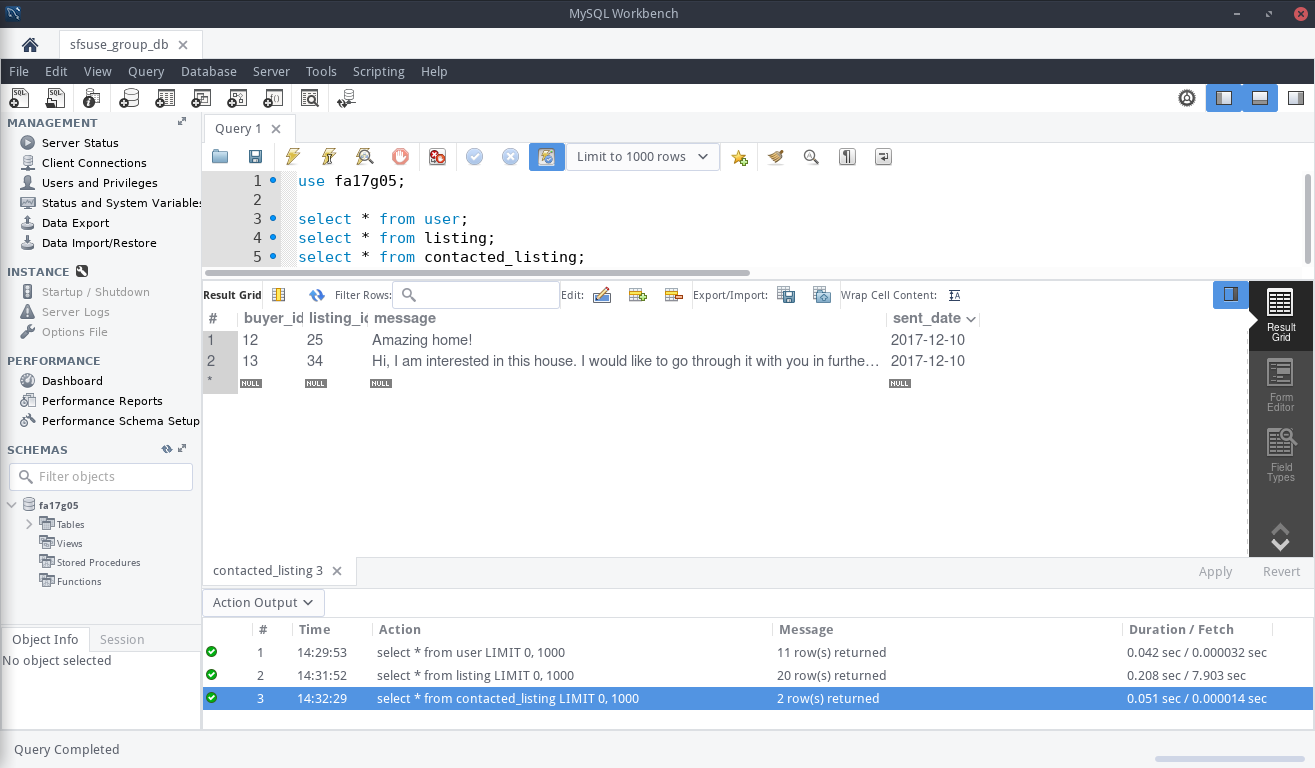 MySQL Workbench
sfsuse_group_db
File Edit View Query Database Server Tools Scripting Help
MANAGEMENT
Server Status
Client Connections
Users and Privileges
Status and System Variables
Data Export
Data Import/Restore
INSTANCE
Startup / Shutdown
Server Logs
Options File
PERFORMANCE
Dashboard
Performance Reports
Performance Schema Setup
SCHEMAS
Filter objects
fa17g05
Tables
Views
Stored Procedures
Functions
Object Info Session
No object selected
Query 1
Limit to 1000 rows
1 use fa17g05;
2
3 select * from user;
4 select * from listing;
5 select * from contacted_listing;
Result Grid Filter Rows: Edit: Export/Import: Wrap Cell Content: IA
# buyer_id listing_id message sent_date
1 12 25 Amazing home! 2017-12-10
2 13 34 Hi, I am interested in this house. I would like to go through it with you in furthe... 2017-12-10
* NULL NULL NULL NULL
Result Grid
Form Editor
Field Types
contacted_listing 3 Apply Revert
Action Output
# Time Action Message Duration / Fetch
1 14:29:53 select * from user LIMIT 0, 1000 11 row(s) returned 0.042 sec / 0.000032 sec
2 14:31:52 select * from listing LIMIT 0, 1000 20 row(s) returned 0.208 sec / 7.903 sec
3 14:32:29 select * from contacted_listing LIMIT 0, 1000 2 row(s) returned 0.051 sec / 0.000014 sec
Query Completed